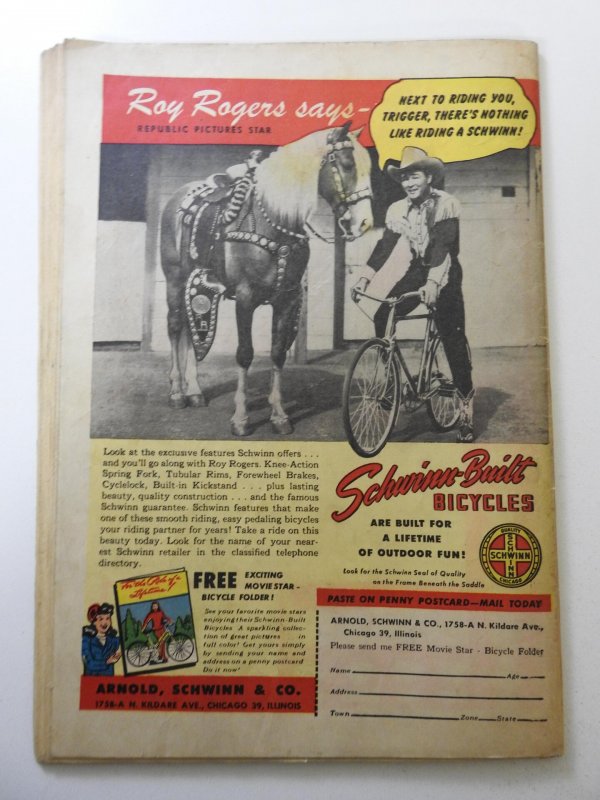 Roy Rogers says-
REPUBLIC PICTURES STAR
NEXT TO RIDING YOU,
TRIGGER, THERE'S NOTHING
LIKE RIDING A SCHWINN!
Look at the exclusive features Schwinn offers . . .
and you'll go along with Roy Rogers. Knee-Action
Spring Fork, Tubular Rims, Forewheel Brakes,
Cyclelock, Built-in Kickstand . . . plus lasting
beauty, quality construction . . . and the famous
Schwinn guarantee. Schwinn features that make
one of these smooth riding, easy pedaling bicycles
your riding partner for years! Take a ride on this
beauty today. Look for the name of your near-
est Schwinn retailer in the classified telephone
directory.
Schwinn-Built
BICYCLES
ARE BUILT FOR
A LIFETIME
OF OUTDOOR FUN!
Look for the Schwinn Seal of Quality
on the Frame Beneath the Saddle
QUALITY
SCHWINN
SCHWINN
CHICAGO
For the Ride of a
Lifetime!
FREE EXCITING
MOVIE STAR -
BICYCLE FOLDER!
See your favorite movie stars
enjoying their Schwinn-Built
Bicycles A sparkling collec-
tion of great pictures in
full color! Get yours simply
by sending your name and
address on a penny postcard
Do it now!
ARNOLD, SCHWINN & CO.
1758-A N. KILDARE AVE., CHICAGO 39, ILLINOIS
PASTE ON PENNY POSTCARD—MAIL TODAY
ARNOLD, SCHWINN & CO., 1758-A N. Kildare Ave.,
Chicago 39, Illinois
Please send me FREE Movie Star - Bicycle Folder
Name Age
Address
Town Zone State